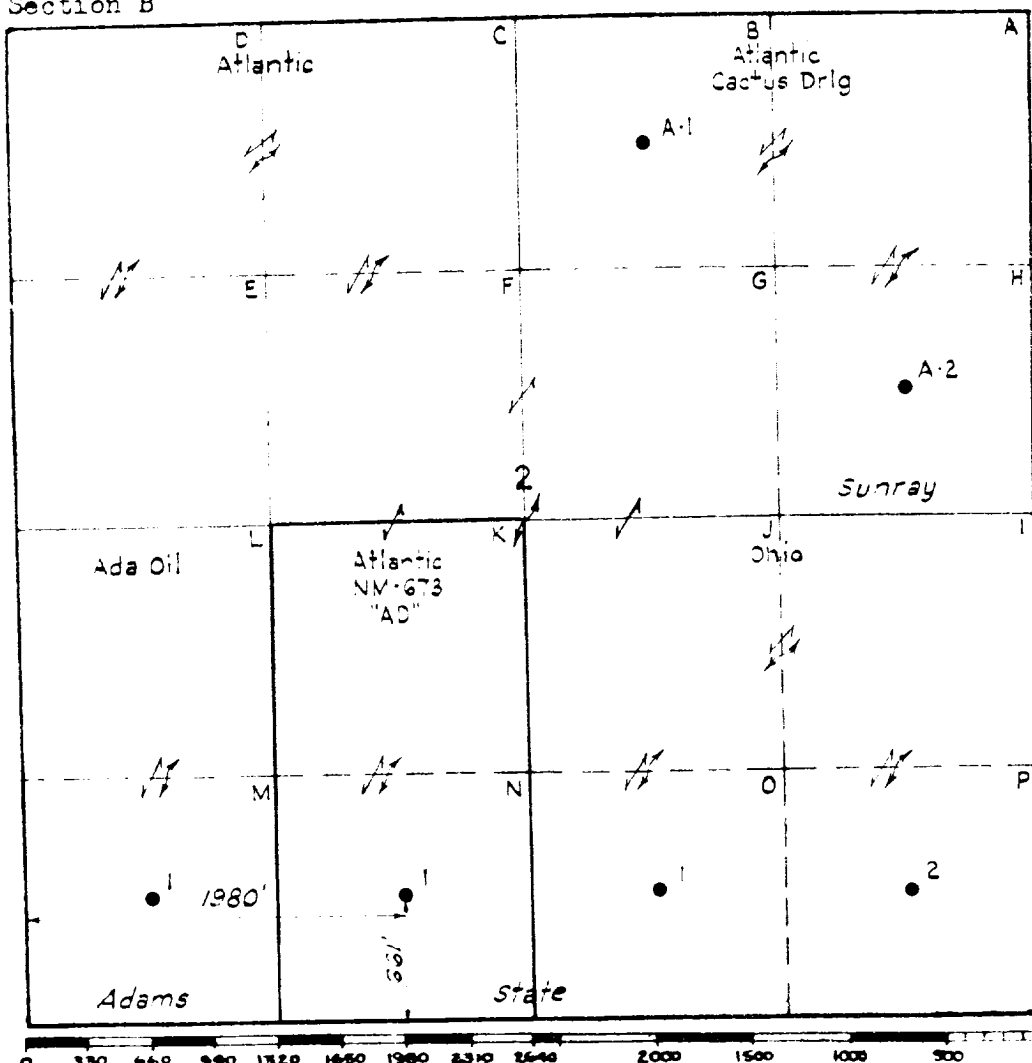 Section B
D
C
B
A
Atlantic
Atlantic
Cactus Drlg
A-1
E
F
G
H
A-2
2
Sunray
L
K
J
I
Ada Oil
Atlantic
NM-673
"AD"
Ohio
M
N
O
P
1
1980'
1
1
2
661'
Adams
State
0 330 660 990 1320 1650 1980 2310 2640 2000 1500 1000 500